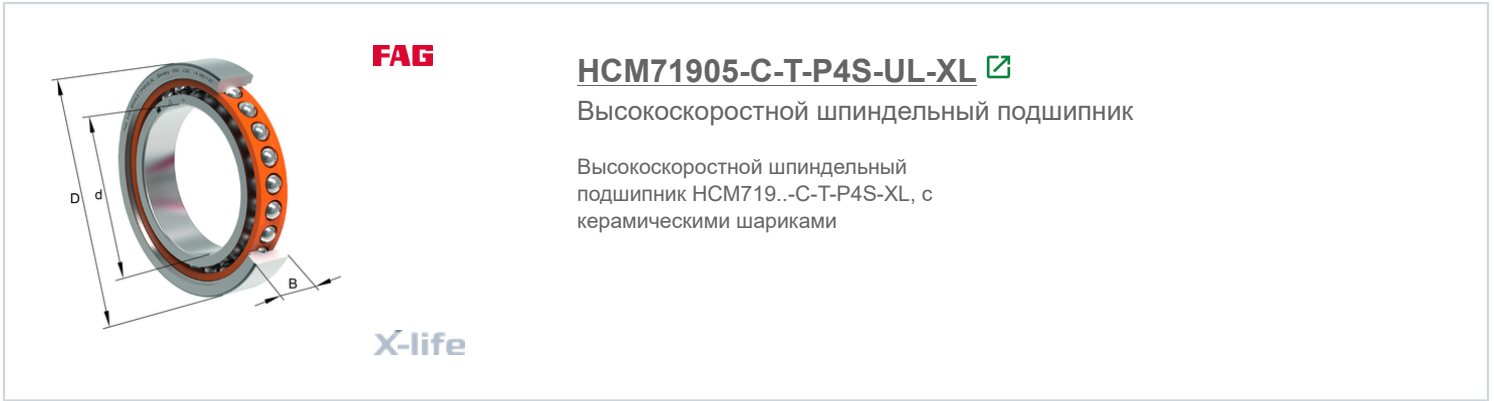 FAG
HCM71905-C-T-P4S-UL-XL
Высокоскоростной шпиндельный подшипник
Высокоскоростной шпиндельный
подшипник HCM719..-C-T-P4S-XL, с
керамическими шариками
D
d
B
X-life